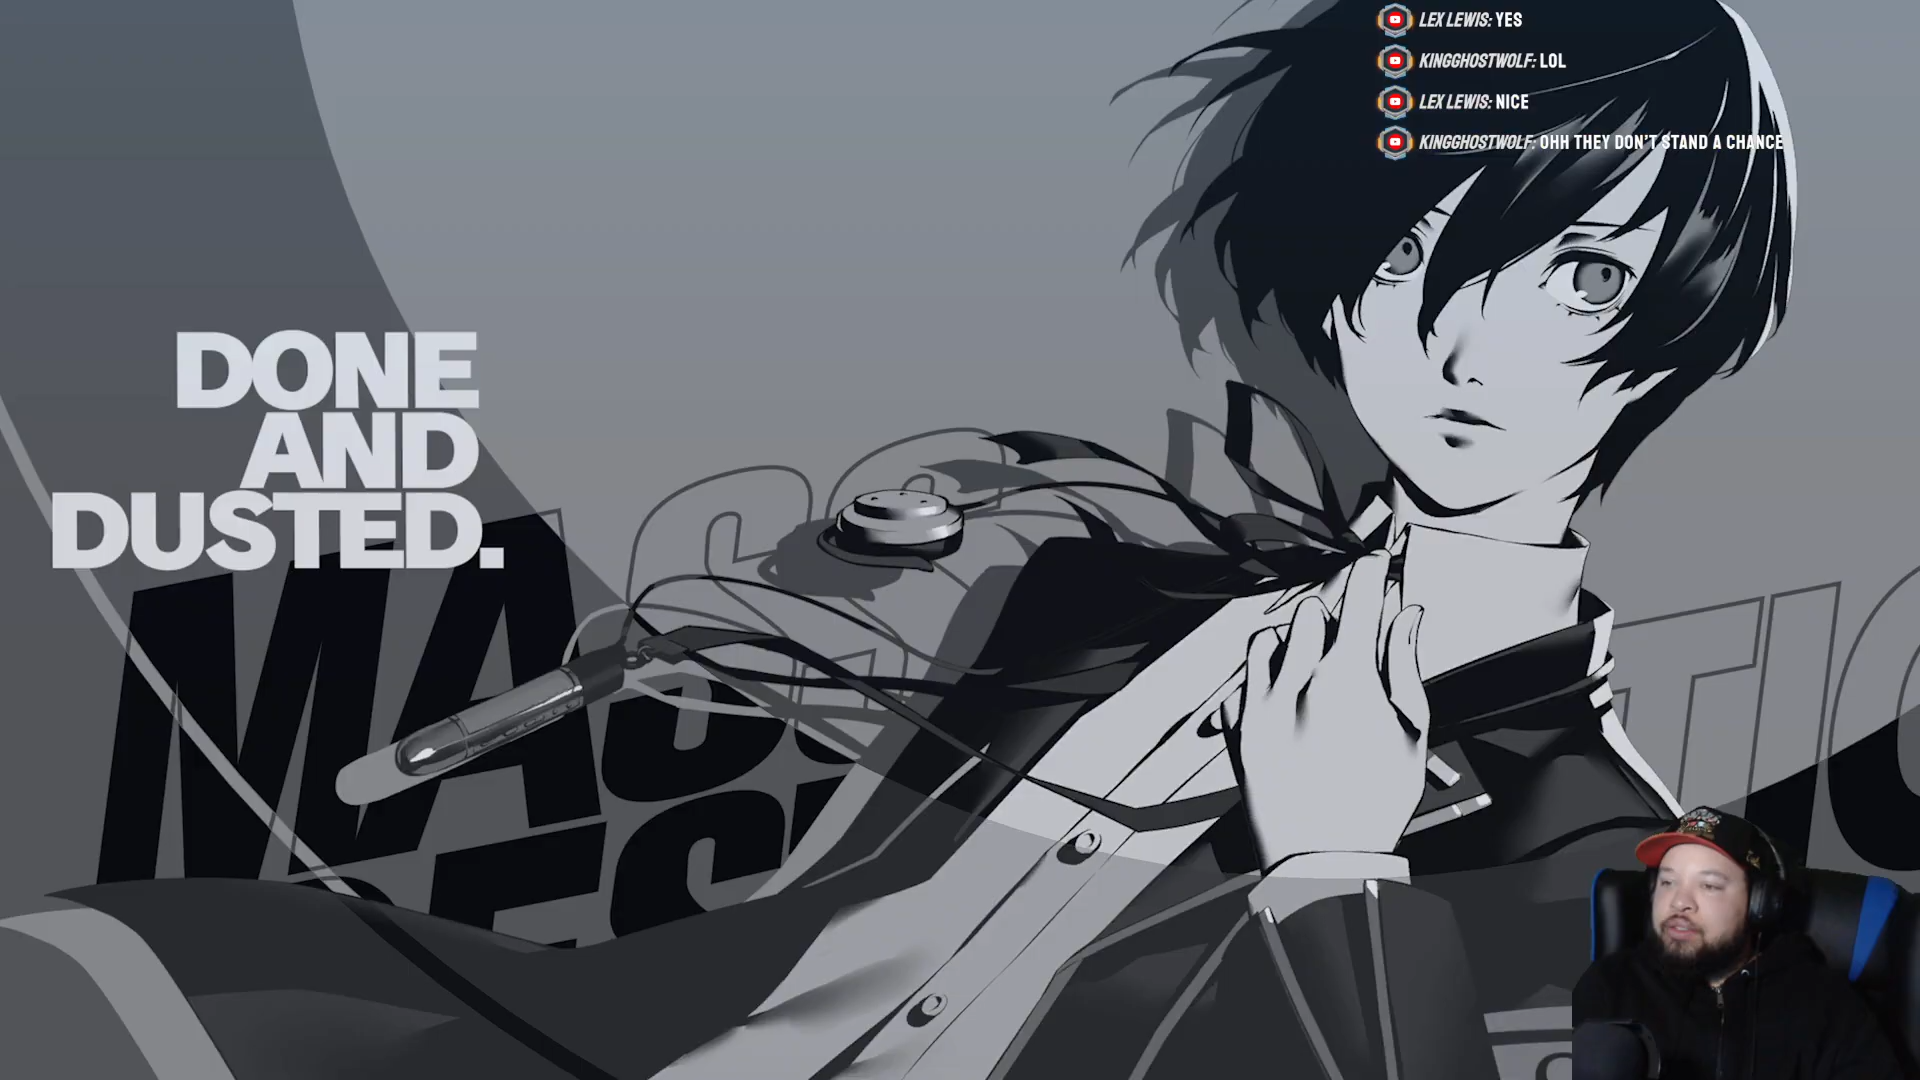 LEX LEWIS: YES
KINGGHOSTWOLF: LOL
LEX LEWIS: NICE
KINGGHOSTWOLF: OHH THEY DON'T STAND A CHANCE
DONE
AND
DUSTED.